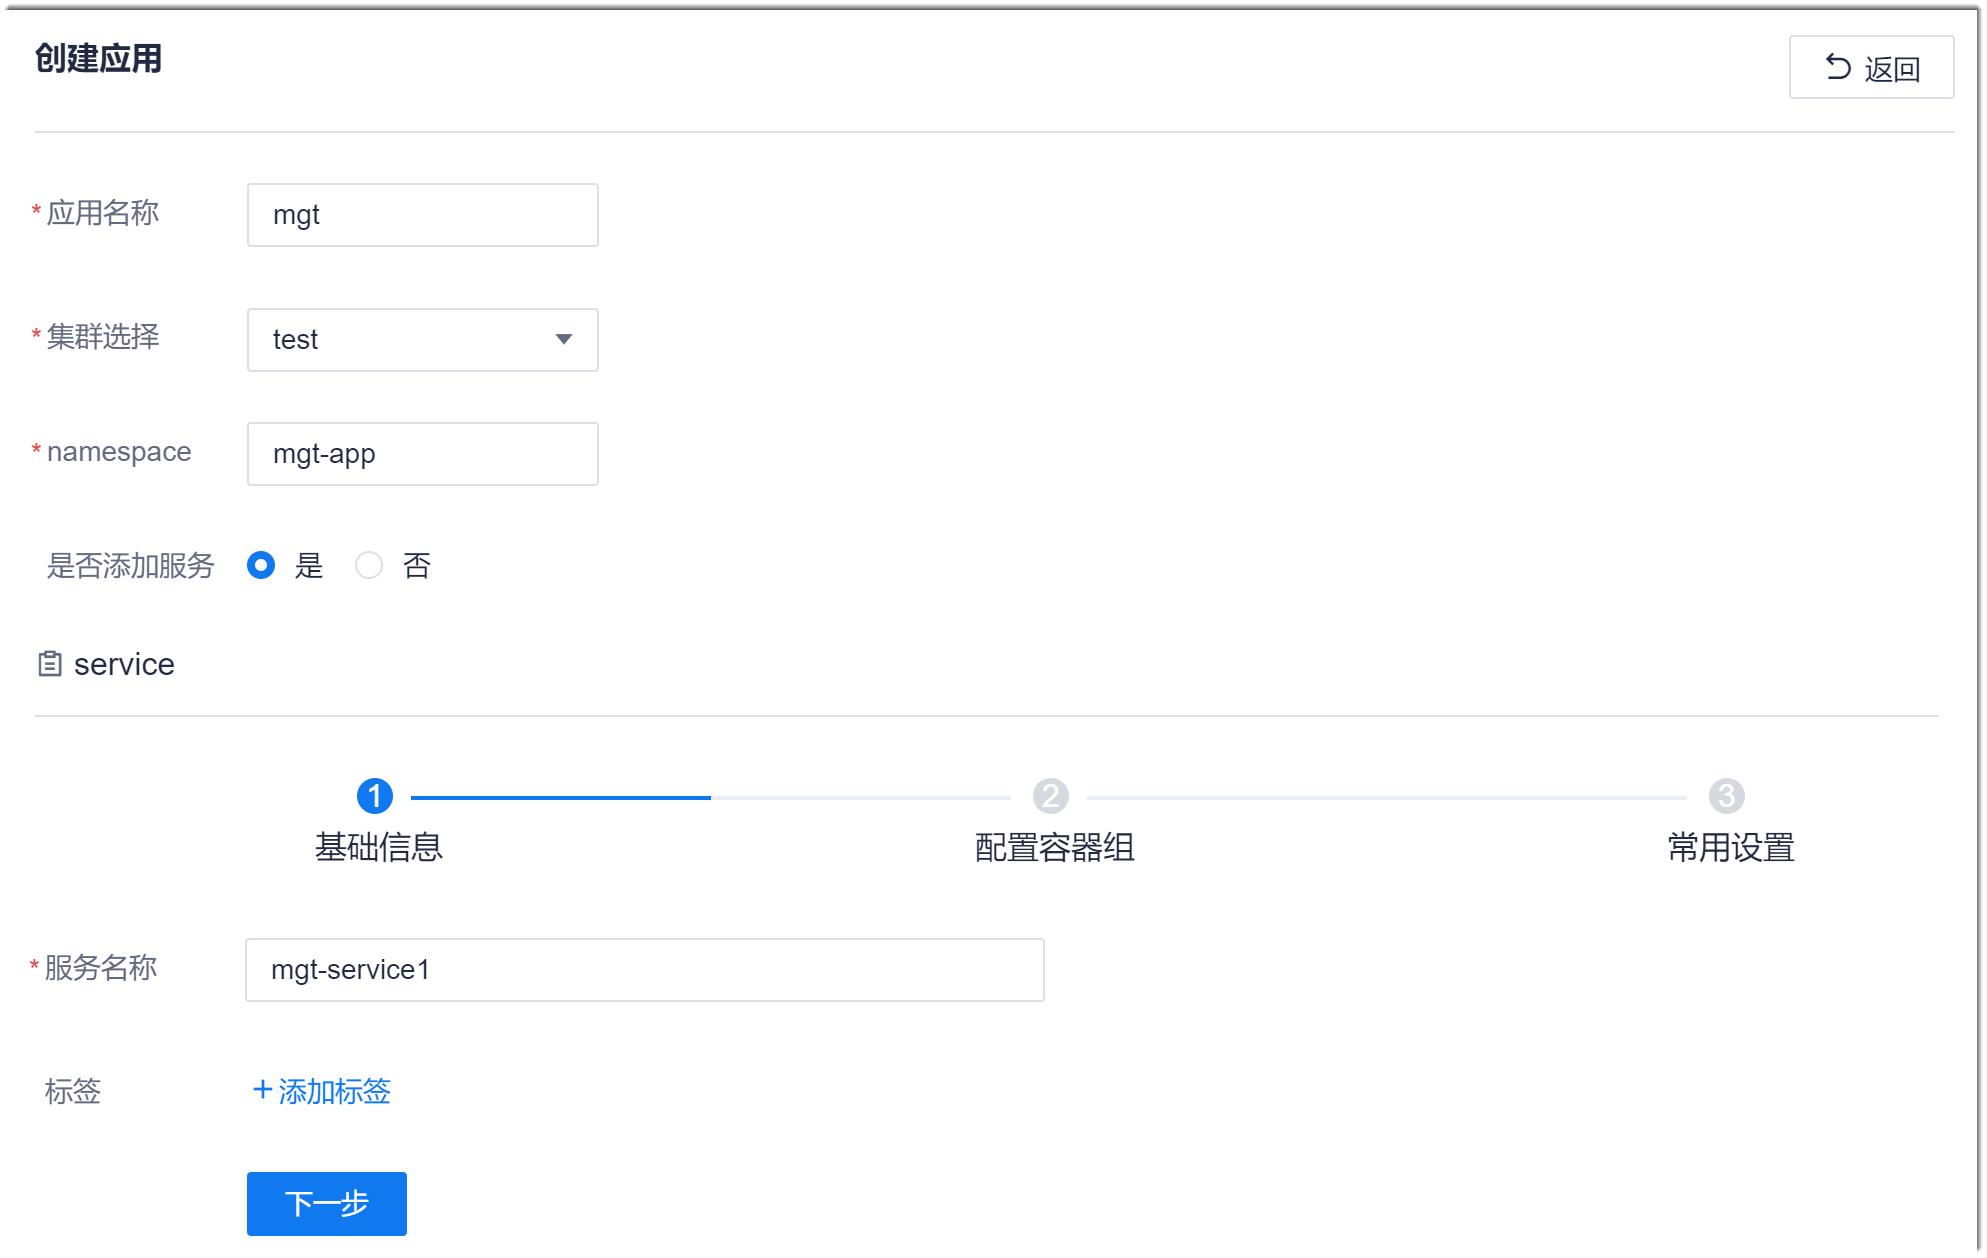 创建应用
返回
* 应用名称 mgt
* 集群选择 test
* namespace mgt-app
是否添加服务 是 否
service
1 2 3
基础信息 配置容器组 常用设置
* 服务名称 mgt-service1
标签 +添加标签
下一步